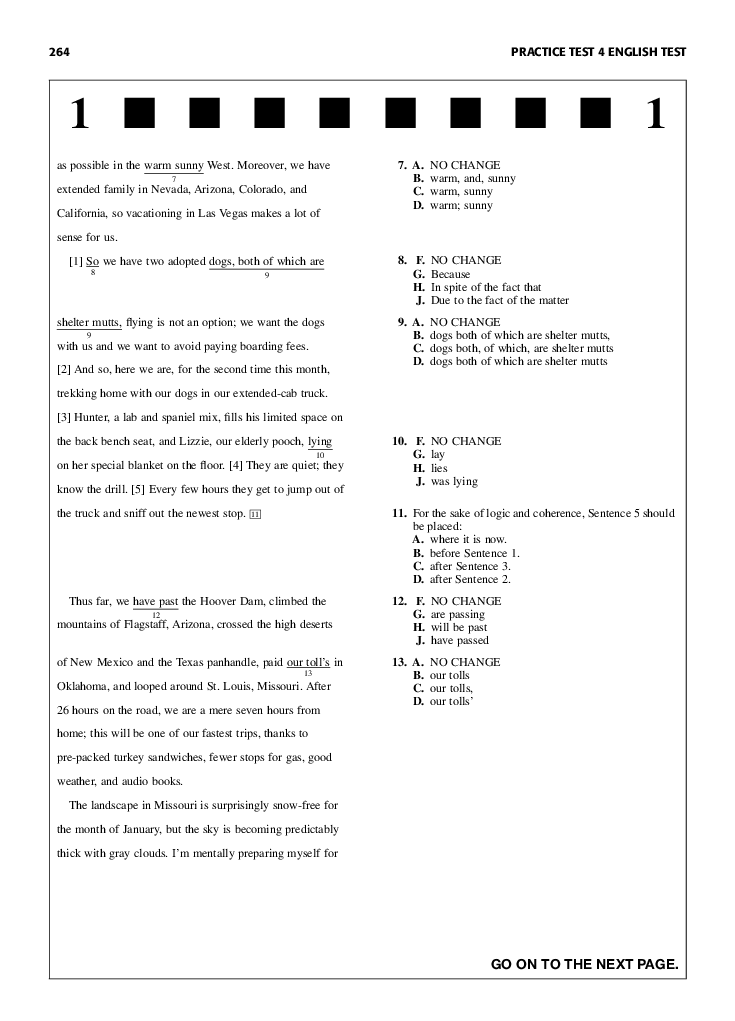 264
PRACTICE TEST 4 ENGLISH TEST
1
1
as possible in the warm sunny West. Moreover, we have
7
extended family in Nevada, Arizona, Colorado, and
California, so vacationing in Las Vegas makes a lot of
sense for us.
[1] So we have two adopted dogs, both of which are
8
9
shelter mutts, flying is not an option; we want the dogs
9
with us and we want to avoid paying boarding fees.
[2] And so, here we are, for the second time this month,
trekking home with our dogs in our extended-cab truck.
[3] Hunter, a lab and spaniel mix, fills his limited space on
the back bench seat, and Lizzie, our elderly pooch, lying
10
on her special blanket on the floor. [4] They are quiet; they
know the drill. [5] Every few hours they get to jump out of
the truck and sniff out the newest stop. 11
Thus far, we have past the Hoover Dam, climbed the
12
mountains of Flagstaff, Arizona, crossed the high deserts
of New Mexico and the Texas panhandle, paid our toll's in
13
Oklahoma, and looped around St. Louis, Missouri. After
26 hours on the road, we are a mere seven hours from
home; this will be one of our fastest trips, thanks to
pre-packed turkey sandwiches, fewer stops for gas, good
weather, and audio books.
The landscape in Missouri is surprisingly snow-free for
the month of January, but the sky is becoming predictably
thick with gray clouds. I'm mentally preparing myself for
7. A. NO CHANGE
B. warm, and, sunny
C. warm, sunny
D. warm; sunny
8. F. NO CHANGE
G. Because
H. In spite of the fact that
J. Due to the fact of the matter
9. A. NO CHANGE
B. dogs both of which are shelter mutts,
C. dogs both, of which, are shelter mutts
D. dogs both of which are shelter mutts
10. F. NO CHANGE
G. lay
H. lies
J. was lying
11. For the sake of logic and coherence, Sentence 5 should
be placed:
A. where it is now.
B. before Sentence 1.
C. after Sentence 3.
D. after Sentence 2.
12. F. NO CHANGE
G. are passing
H. will be past
J. have passed
13. A. NO CHANGE
B. our tolls
C. our tolls,
D. our tolls'
GO ON TO THE NEXT PAGE.